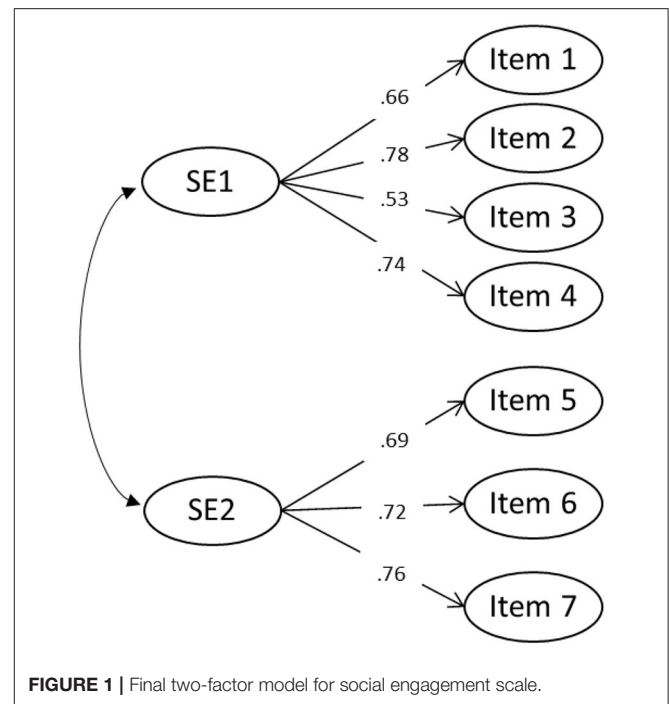 Item 1
.66
Item 2
.78
SE1
.53
Item 3
.74
Item 4
Item 5
.69
SE2
.72
Item 6
.76
Item 7
FIGURE 1 | Final two-factor model for social engagement scale.